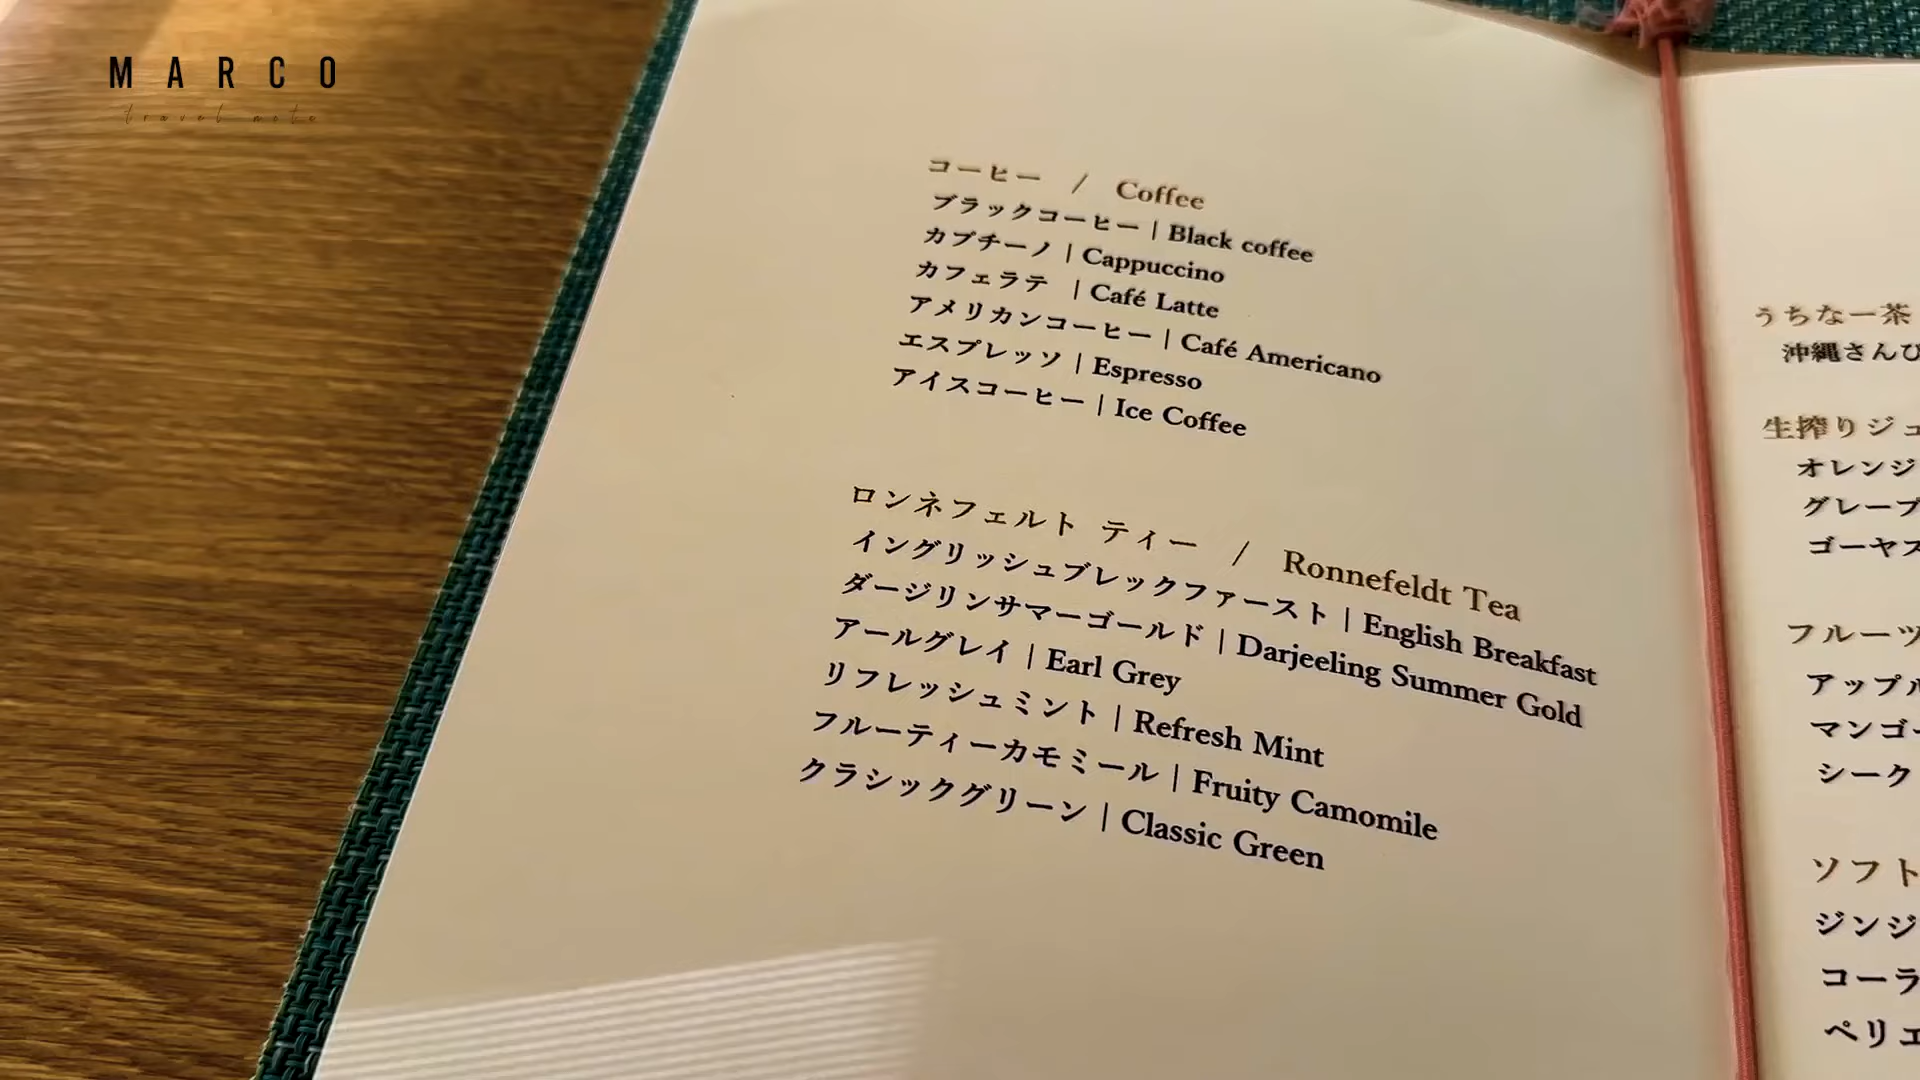 MARCO
travel note
コーヒー / Coffee
ブラックコーヒー | Black coffee
カプチーノ | Cappuccino
カフェラテ | Café Latte
アメリカンコーヒー | Café Americano
エスプレッソ | Espresso
アイスコーヒー | Ice Coffee
ロンネフェルト ティー / Ronnefeldt Tea
イングリッシュブレックファースト | English Breakfast
ダージリンサマーゴールド | Darjeeling Summer Gold
アールグレイ | Earl Grey
リフレッシュミント | Refresh Mint
フルーティーカモミール | Fruity Camomile
クラシックグリーン | Classic Green
うちなー茶
沖縄さんぴ
生搾りジュ
オレンジ
グレープ
ゴーヤス
フルーツ
アップル
マンゴー
シーク
ソフト
ジンジ
コーラ
ペリエ